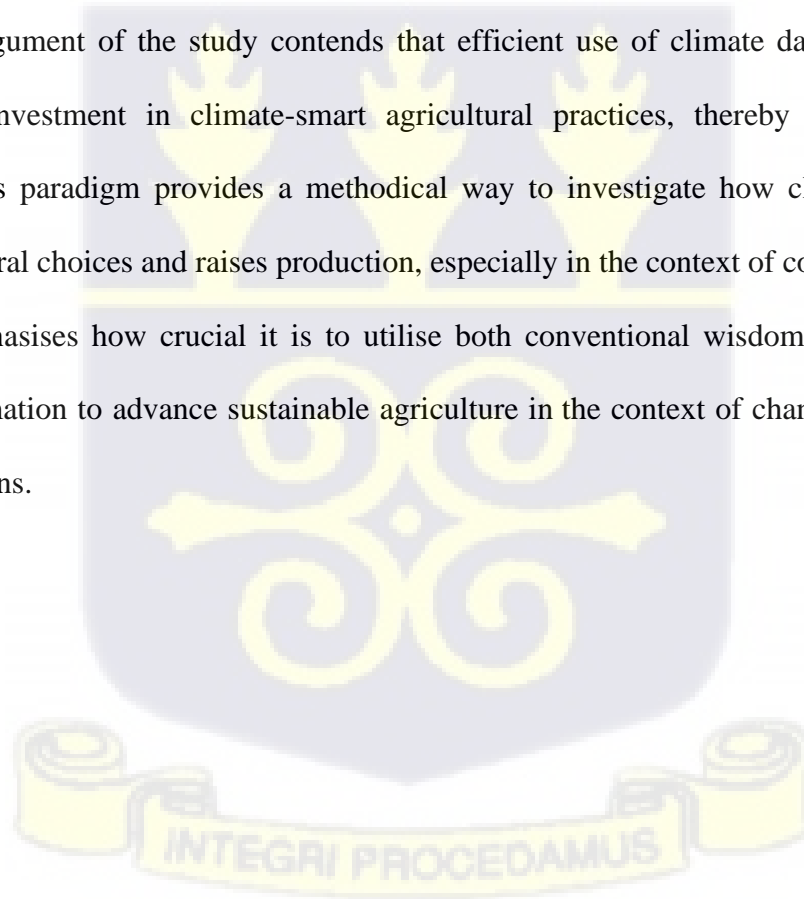 gument of the study contends that efficient use of climate da
nvestment in climate-smart agricultural practices, thereby
s paradigm provides a methodical way to investigate how cl
ral choices and raises production, especially in the context of co
hasises how crucial it is to utilise both conventional wisdom
nation to advance sustainable agriculture in the context of char
ns.
INTEGRI PROCEDAMUS